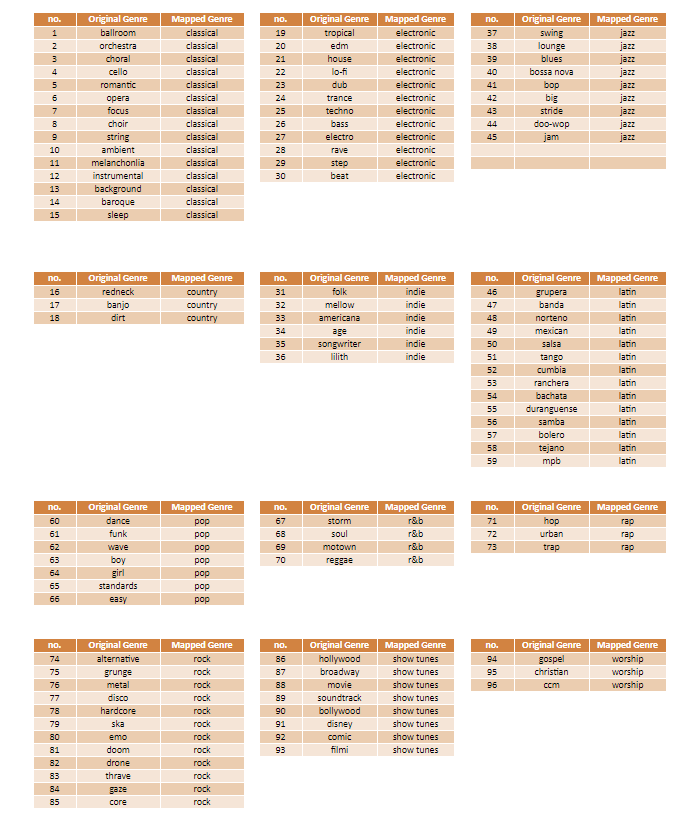 no. Original Genre Mapped Genre
1 ballroom classical
2 orchestra classical
3 choral classical
4 cello classical
5 romantic classical
6 opera classical
7 focus classical
8 choir classical
9 string classical
10 ambient classical
11 melanchonlia classical
12 instrumental classical
13 background classical
14 baroque classical
15 sleep classical
no. Original Genre Mapped Genre
19 tropical electronic
20 edm electronic
21 house electronic
22 lo-fi electronic
23 dub electronic
24 trance electronic
25 techno electronic
26 bass electronic
27 electro electronic
28 rave electronic
29 step electronic
30 beat electronic
no. Original Genre Mapped Genre
37 swing jazz
38 lounge jazz
39 blues jazz
40 bossa nova jazz
41 bop jazz
42 big jazz
43 stride jazz
44 doo-wop jazz
45 jam jazz
no. Original Genre Mapped Genre
16 redneck country
17 banjo country
18 dirt country
no. Original Genre Mapped Genre
31 folk indie
32 mellow indie
33 americana indie
34 age indie
35 songwriter indie
36 lilith indie
no. Original Genre Mapped Genre
46 grupera latin
47 banda latin
48 norteno latin
49 mexican latin
50 salsa latin
51 tango latin
52 cumbia latin
53 ranchera latin
54 bachata latin
55 duranguense latin
56 samba latin
57 bolero latin
58 tejano latin
59 mpb latin
no. Original Genre Mapped Genre
60 dance pop
61 funk pop
62 wave pop
63 boy pop
64 girl pop
65 standards pop
66 easy pop
no. Original Genre Mapped Genre
67 storm r&b
68 soul r&b
69 motown r&b
70 reggae r&b
no. Original Genre Mapped Genre
71 hop rap
72 urban rap
73 trap rap
no. Original Genre Mapped Genre
74 alternative rock
75 grunge rock
76 metal rock
77 disco rock
78 hardcore rock
79 ska rock
80 emo rock
81 doom rock
82 drone rock
83 thrave rock
84 gaze rock
85 core rock
no. Original Genre Mapped Genre
86 hollywood show tunes
87 broadway show tunes
88 movie show tunes
89 soundtrack show tunes
90 bollywood show tunes
91 disney show tunes
92 comic show tunes
93 filmi show tunes
no. Original Genre Mapped Genre
94 gospel worship
95 christian worship
96 ccm worship